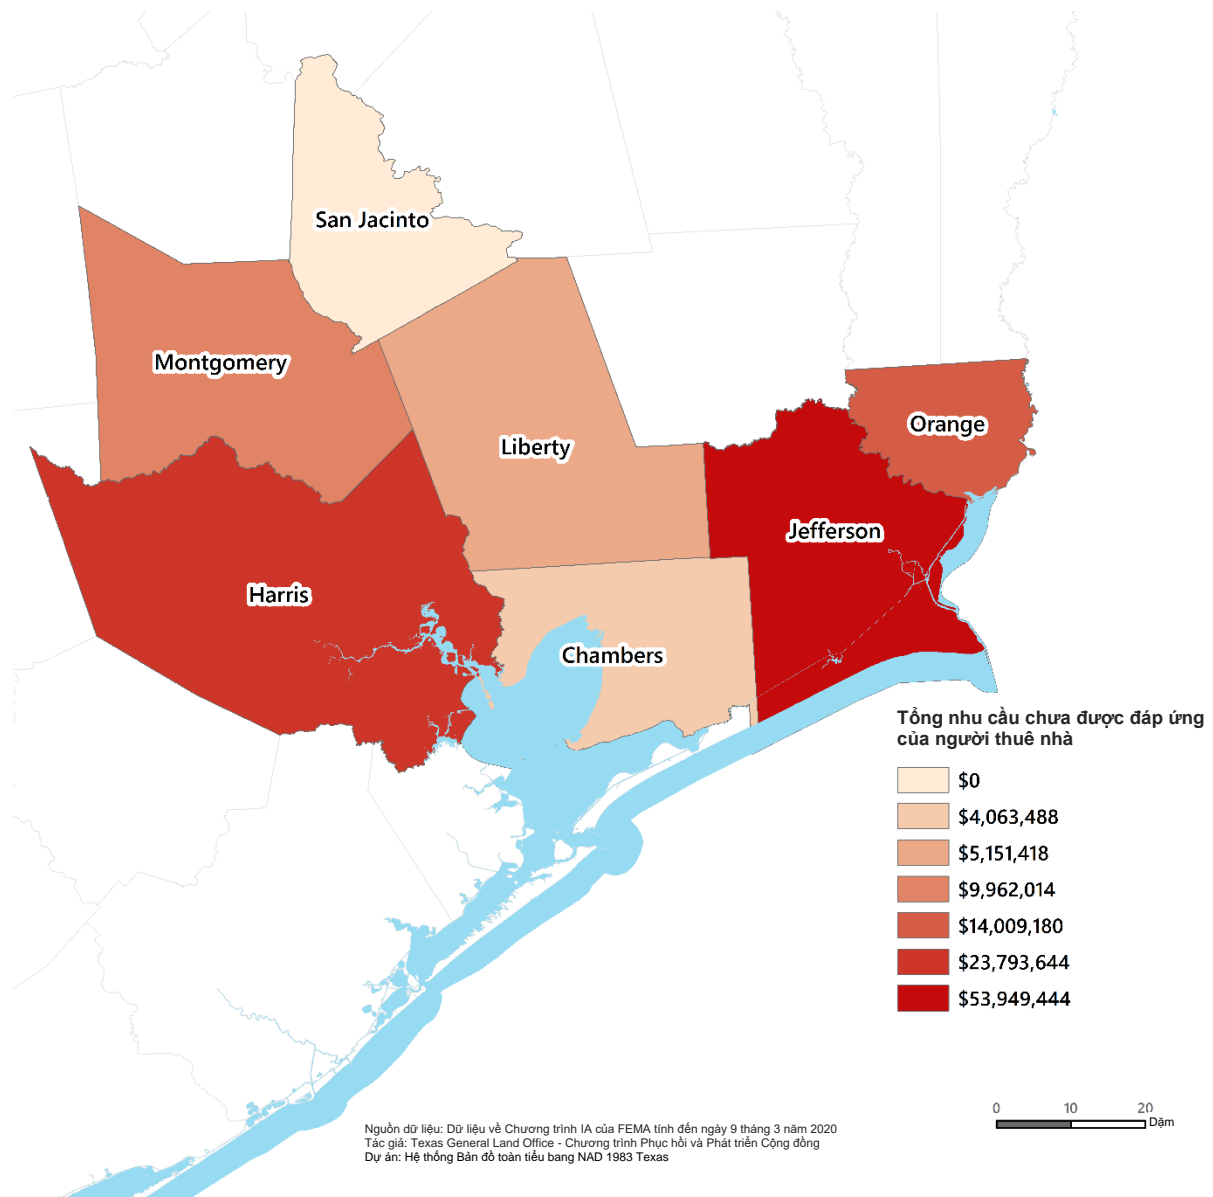 San Jacinto
Montgomery
Orange
Liberty
Jefferson
Harris
Chambers
Tổng nhu cầu chưa được đáp ứng
của người thuê nhà
$0
$4,063,488
$5,151,418
$9,962,014
$14,009,180
$23,793,644
$53,949,444
0 10 20
Dặm
Nguồn dữ liệu: Dữ liệu về Chương trình IA của FEMA tính đến ngày 9 tháng 3 năm 2020
Tác giả: Texas General Land Office - Chương trình Phục hồi và Phát triển Cộng đồng
Dự án: Hệ thống Bản đồ toàn tiểu bang NAD 1983 Texas